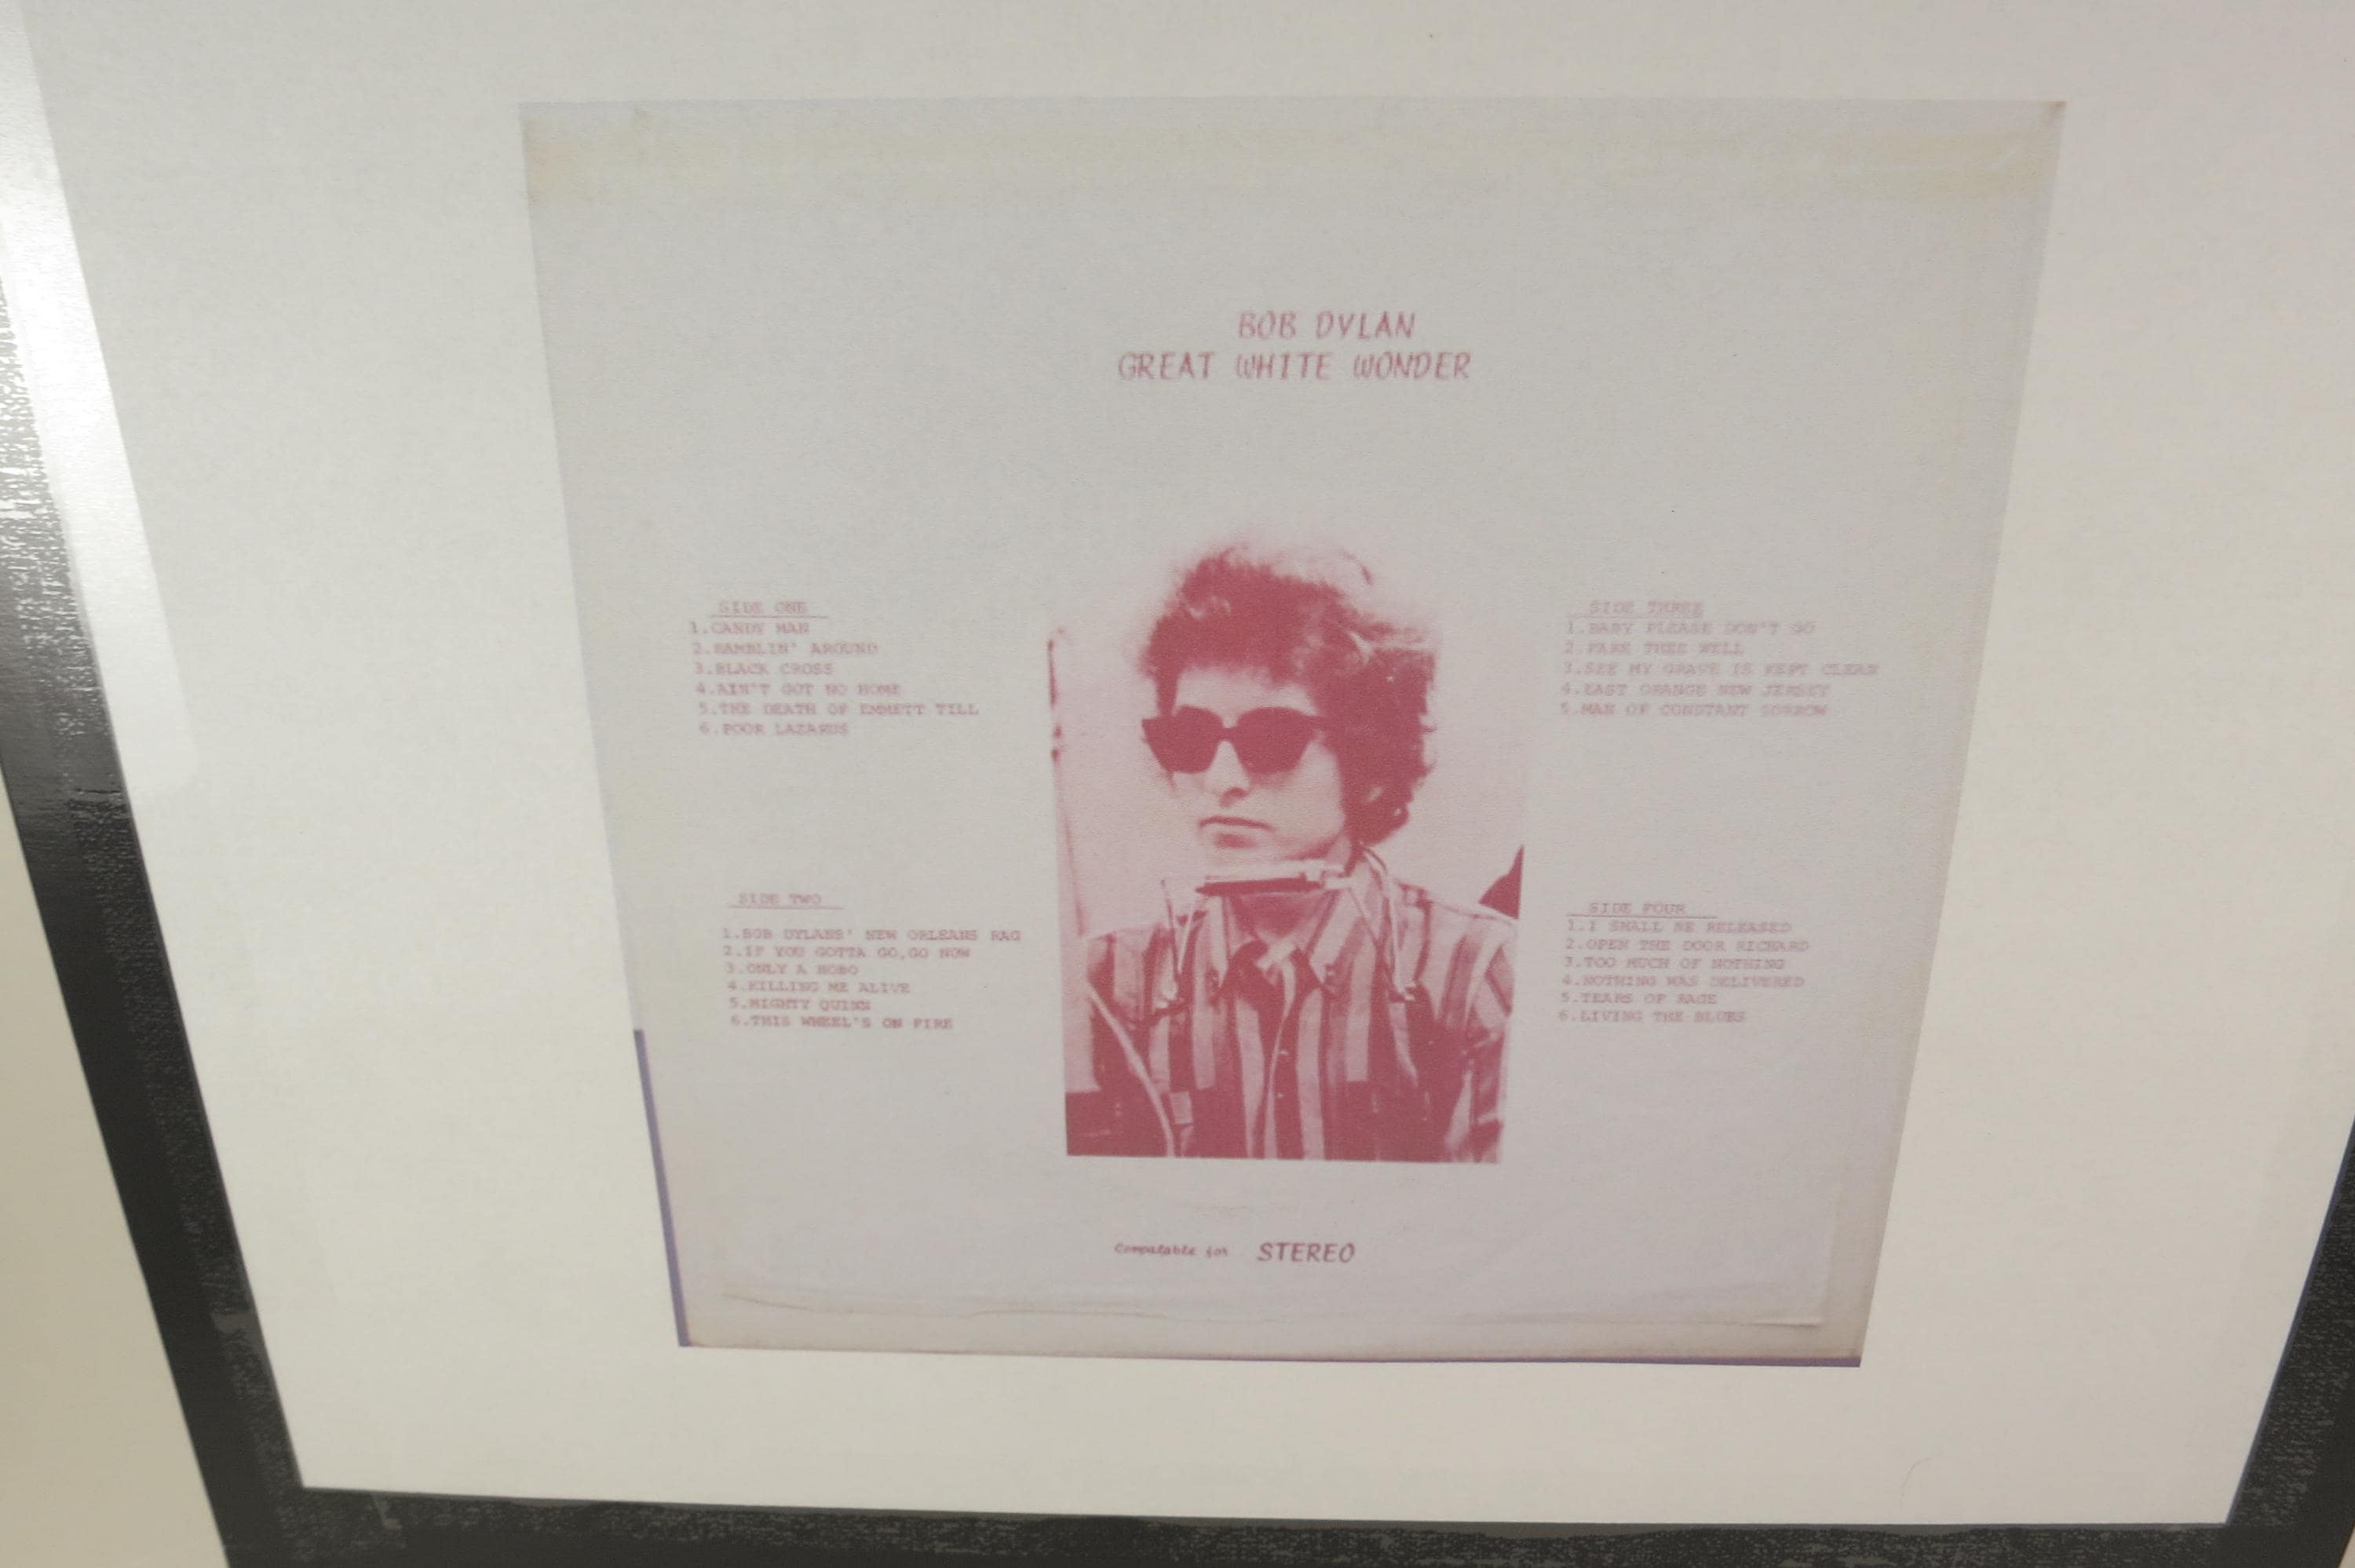 BOB DYLAN
GREAT WHITE WONDER
SIDE ONE
1.CANDY MAN
2.RAMBLIN' AROUND
3.BLACK CROSS
4.AIN'T GOT NO HOME
5.THE DEATH OF EMMETT TILL
6.POOR LAZARUS
SIDE TWO
1.BOB DYLANS' NEW ORLEANS RAG
2.IF YOU GOTTA GO,GO NOW
3.ONLY A HOBO
4.KILLING ME ALIVE
5.MIGHTY QUINN
6.THIS WHEEL'S ON FIRE
SIDE THREE
1.BABY PLEASE DON'T GO
2.FARE THEE WELL
3.SEE MY GRAVE IS KEPT CLEAN
4.EAST ORANGE NEW JERSEY
5.MAN OF CONSTANT SORROW
SIDE FOUR
1.I SHALL BE RELEASED
2.OPEN THE DOOR RICHARD
3.TOO MUCH OF NOTHING
4.NOTHING WAS DELIVERED
5.TEARS OF RAGE
6.LIVING THE BLUES
Compatable for STEREO